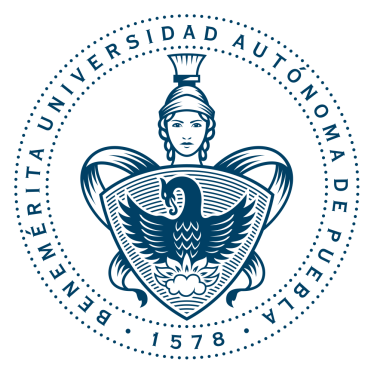 BENEMÉRITA UNIVERSIDAD AUTÓNOMA DE PUEBLA
• 1578 •